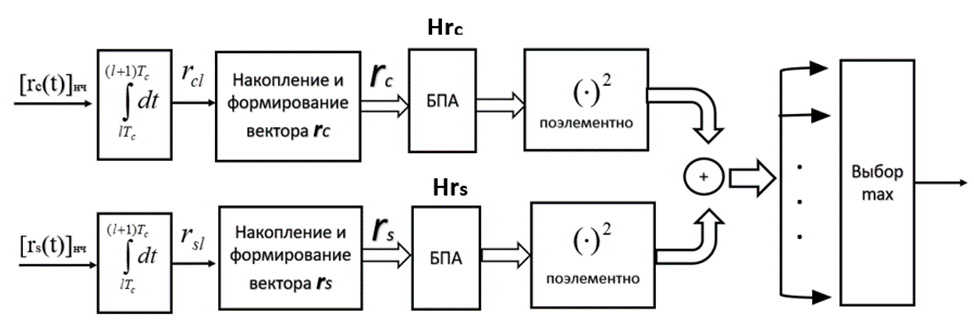 Hrc
[rc(t)]нч
(l+1)Tc
∫ dt
lTc
rcl
Накопление и
формирование
вектора rc
rc
БПА
(·)²
поэлементно
+
Выбор
max
Hrs
[rs(t)]нч
(l+1)Tc
∫ dt
lTc
rsl
Накопление и
формирование
вектора rs
rs
БПА
(·)²
поэлементно